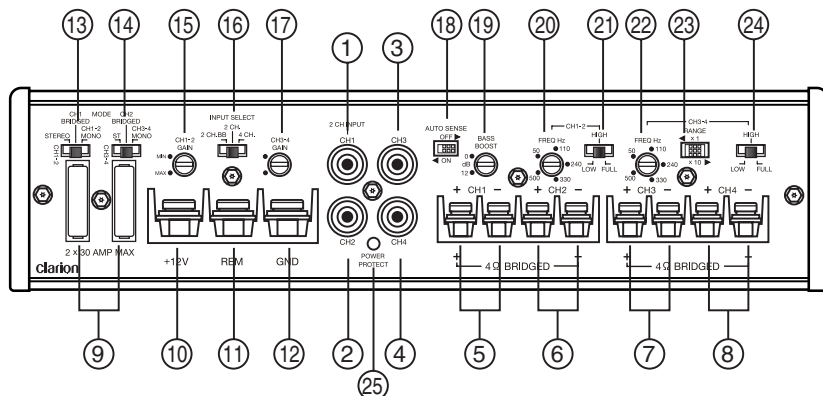 13 14 15 16 17 1 3 18 19 20 21 22 23 24
CH1 BRIDGED MODE CH2 BRIDGED
STEREO CH1•2 MONO ST CH3•4 MONO
CH1•2 CH3•4
CH1•2 GAIN
MIN
MAX
INPUT SELECT
2 CH.
2 CH.BB 4 CH.
CH3•4 GAIN
2 CH INPUT
CH1 CH3
CH2 CH4
POWER
PROTECT
AUTO SENSE
OFF ▶
◀ ON
BASS
BOOST
0
dB
12
CH1•2
FREQ Hz
50 110
240
500 330
HIGH
LOW FULL
CH3•4
FREQ Hz
50 110
240
500 330
RANGE
◀ x 1
x 10 ▶
HIGH
LOW FULL
+ CH1 − + CH2 − + CH3 − + CH4 −
2 x 30 AMP MAX
clarion
+12V REM GND
+ 4Ω BRIDGED − + 4Ω BRIDGED −
9 10 11 12 2 4 5 6 7 8
25